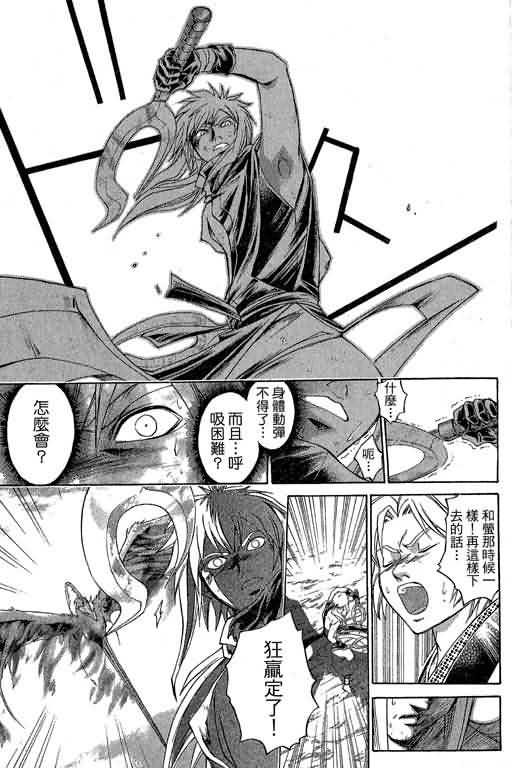 什麼…
呃…
身體動彈
不得了…
而且…呼
吸困難？
怎麼會？
和螢那時候一
樣！再這樣下
去的話…
狂贏定了！